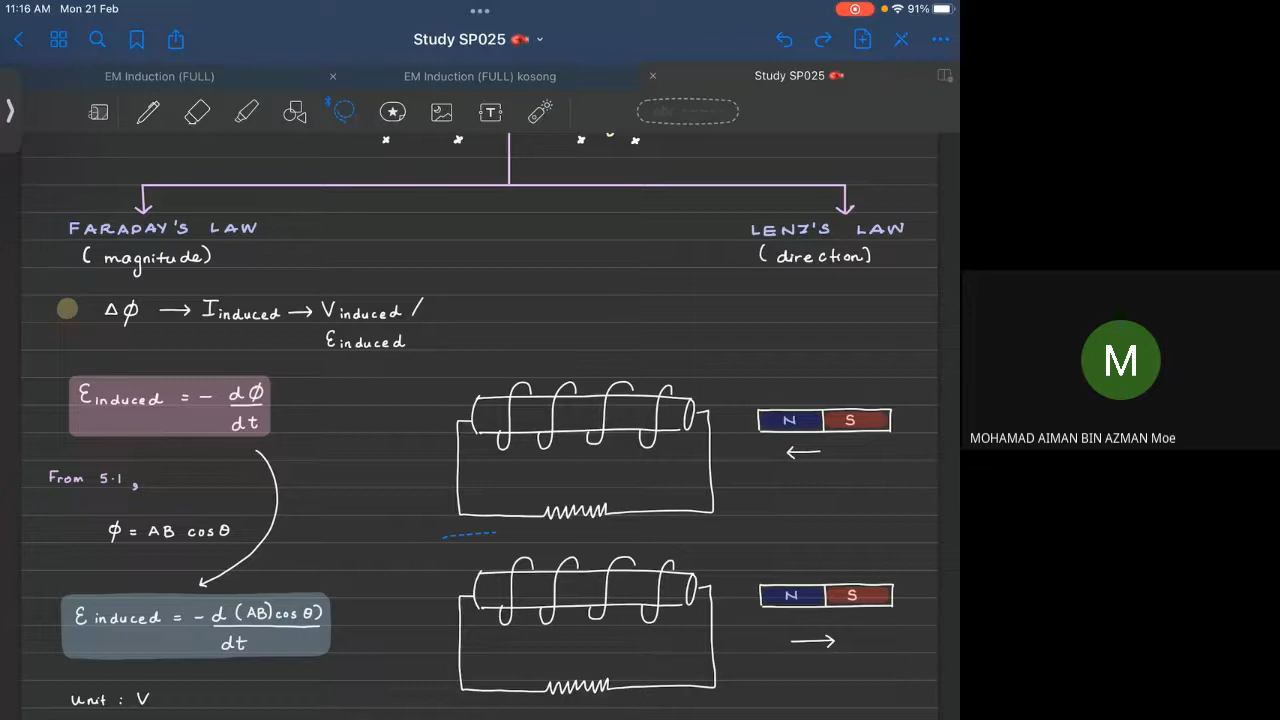 11:16 AM Mon 21 Feb
91%
Study SP025
EM Induction (FULL)
EM Induction (FULL) kosong
Study SP025
T
FARADAY'S LAW
(magnitude)
LENZ'S LAW
(direction)
Δϕ → I induced → V induced /
Ɛ induced
Ɛ induced = - dϕ
dt
From 5.1,
ϕ = AB cos θ
Ɛ induced = - d (AB) cos θ)
dt
Unit : V
N S
←
N S
→
M
MOHAMAD AIMAN BIN AZMAN Moe